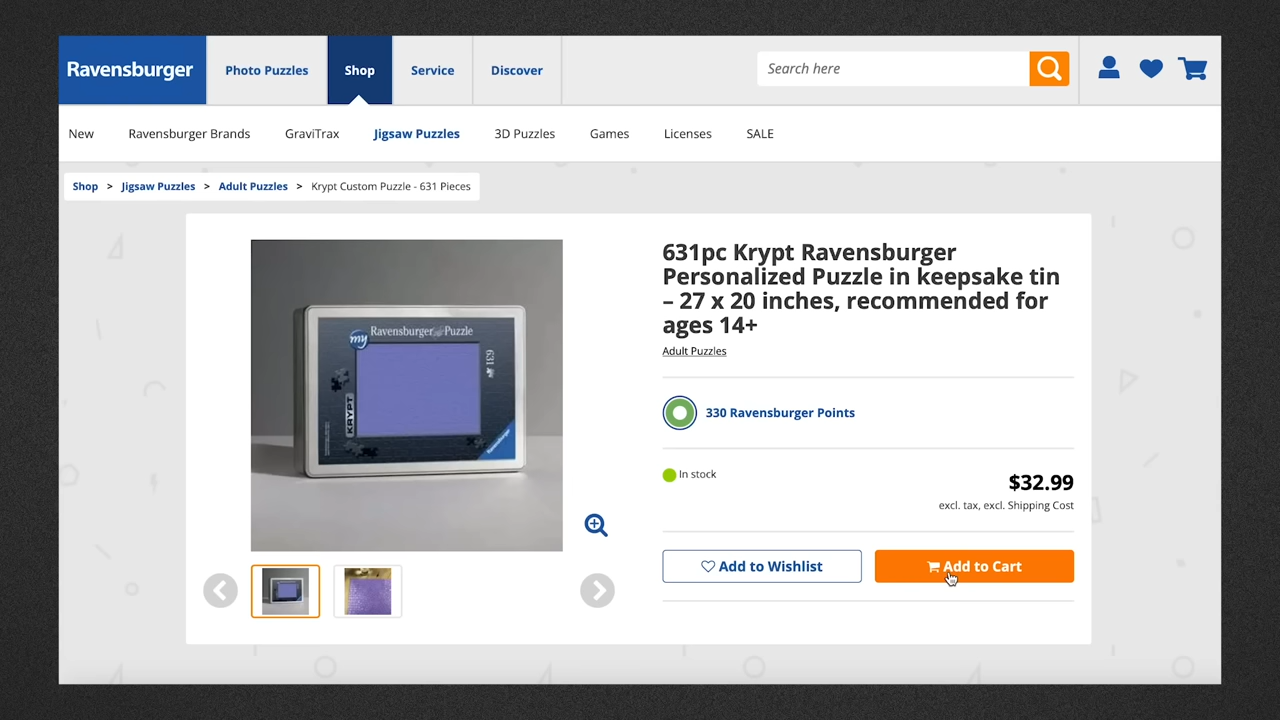 Ravensburger
Photo Puzzles
Shop
Service
Discover
Search here
New
Ravensburger Brands
GraviTrax
Jigsaw Puzzles
3D Puzzles
Games
Licenses
SALE
Shop > Jigsaw Puzzles > Adult Puzzles > Krypt Custom Puzzle - 631 Pieces
my
Ravensburger Puzzle
631
KRYPT
Ravensburger
631pc Krypt Ravensburger
Personalized Puzzle in keepsake tin
– 27 x 20 inches, recommended for
ages 14+
Adult Puzzles
330 Ravensburger Points
In stock
$32.99
excl. tax, excl. Shipping Cost
Add to Wishlist
Add to Cart